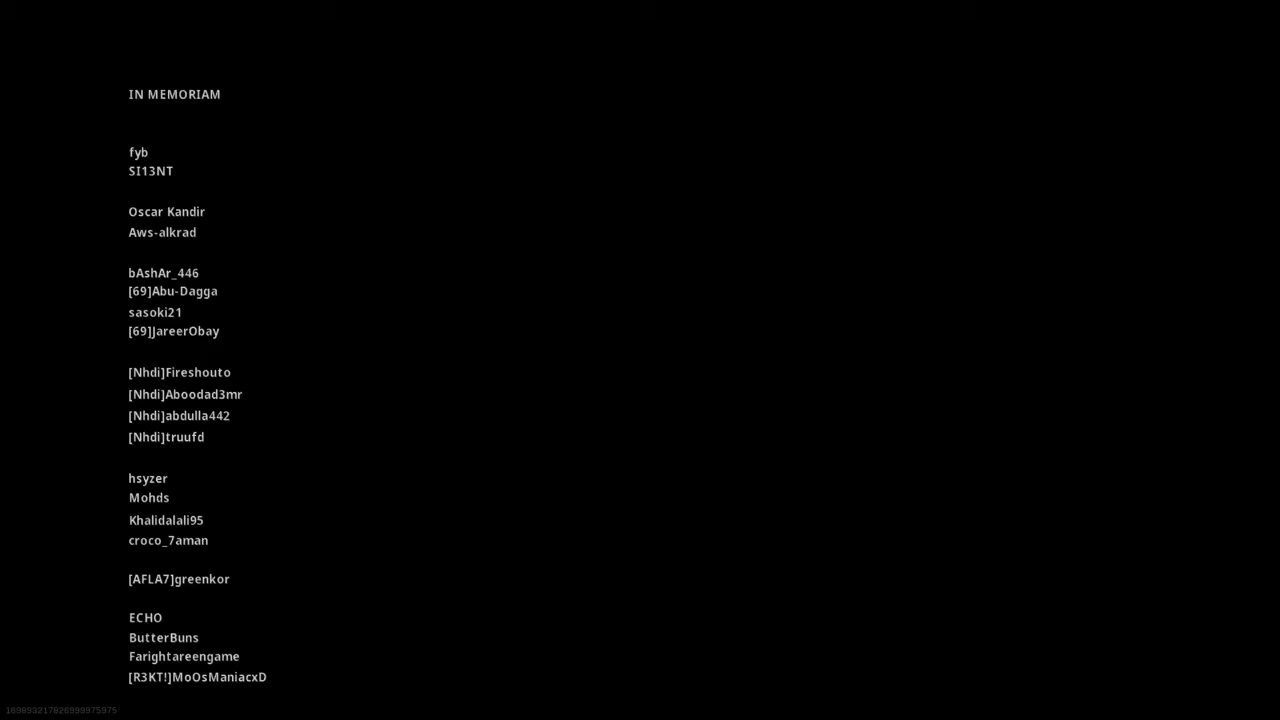 IN MEMORIAM
fyb
SI13NT
Oscar Kandir
Aws-alkrad
bAshAr_446
[69]Abu-Dagga
sasoki21
[69]JareerObay
[Nhdi]Fireshouto
[Nhdi]Aboodad3mr
[Nhdi]abdulla442
[Nhdi]truufd
hsyzer
Mohds
Khalidalali95
croco_7aman
[AFLA7]greenkor
ECHO
ButterBuns
Farightareengame
[R3KT!]MoOsManiacxD